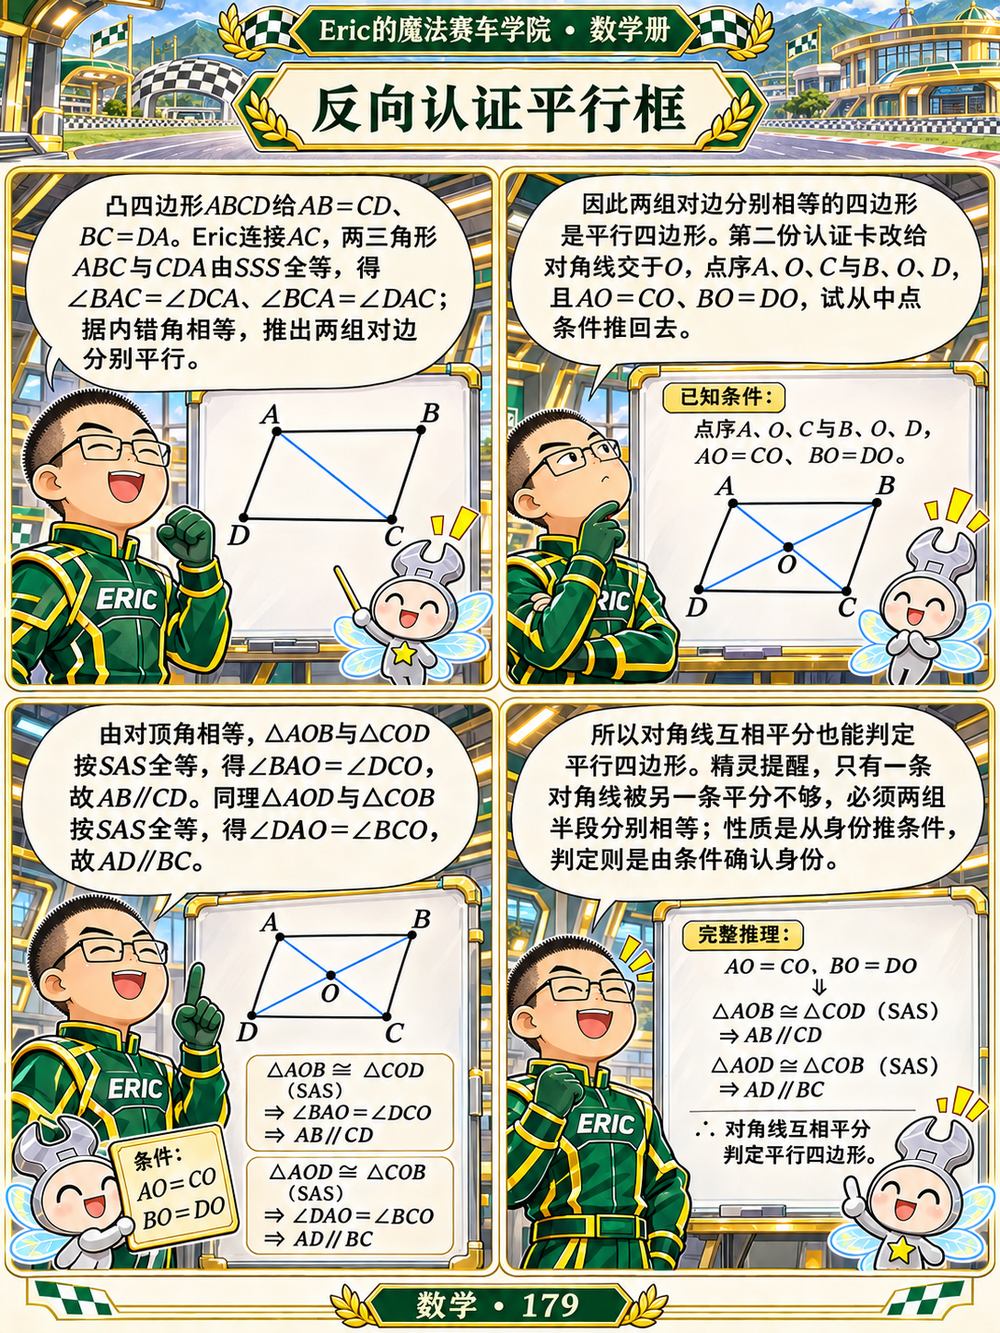 Eric的魔法赛车学院 • 数学册
反向认证平行框
凸四边形ABCD给AB=CD、
BC=DA。Eric连接AC，两三角形
ABC与CDA由SSS全等，得
∠BAC=∠DCA、∠BCA=∠DAC；
据内错角相等，推出两组对边
分别平行。
A
B
D
C
ERIC
因此两组对边分别相等的四边形
是平行四边形。第二份认证卡改给
对角线交于O，点序A、O、C与B、O、D，
且AO=CO、BO=DO，试从中点
条件推回去。
已知条件：
点序A、O、C与B、O、D，
AO=CO、BO=DO。
A
B
O
D
C
ERIC
由对顶角相等，△AOB与△COD
按SAS全等，得∠BAO=∠DCO，
故AB∥CD。同理△AOD与△COB
按SAS全等，得∠DAO=∠BCO，
故AD∥BC。
A
B
O
D
C
△AOB≌△COD
（SAS）
⇒ ∠BAO=∠DCO
⇒ AB∥CD
△AOD≌△COB
（SAS）
⇒ ∠DAO=∠BCO
⇒ AD∥BC
ERIC
条件：
AO=CO
BO=DO
所以对角线互相平分也能判定
平行四边形。精灵提醒，只有一条
对角线被另一条平分不够，必须两组
半段分别相等；性质是从身份推条件，
判定则是由条件确认身份。
完整推理：
AO=CO，BO=DO
⇓
△AOB≌△COD（SAS）
⇒ AB∥CD
△AOD≌△COB（SAS）
⇒ AD∥BC
∴ 对角线互相平分
判定平行四边形。
ERIC
数学 • 179